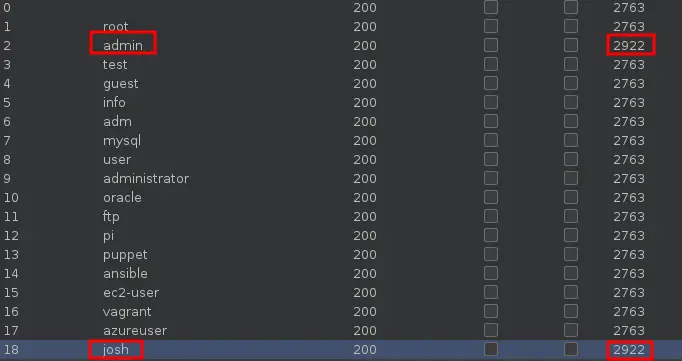 0 200 2763
1 root 200 2763
2 admin 200 2922
3 test 200 2763
4 guest 200 2763
5 info 200 2763
6 adm 200 2763
7 mysql 200 2763
8 user 200 2763
9 administrator 200 2763
10 oracle 200 2763
11 ftp 200 2763
12 pi 200 2763
13 puppet 200 2763
14 ansible 200 2763
15 ec2-user 200 2763
16 vagrant 200 2763
17 azureuser 200 2763
18 josh 200 2922